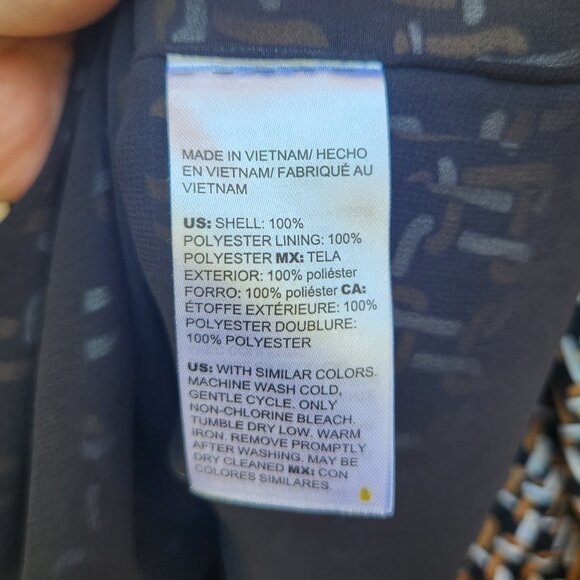 MADE IN VIETNAM/ HECHO
EN VIETNAM/ FABRIQUÉ AU
VIETNAM
US: SHELL: 100%
POLYESTER LINING: 100%
POLYESTER MX: TELA
EXTERIOR: 100% poliéster
FORRO: 100% poliéster CA:
ÉTOFFE EXTÉRIEURE: 100%
POLYESTER DOUBLURE:
100% POLYESTER
US: WITH SIMILAR COLORS.
MACHINE WASH COLD,
GENTLE CYCLE. ONLY
NON-CHLORINE BLEACH.
TUMBLE DRY LOW. WARM
IRON. REMOVE PROMPTLY
AFTER WASHING. MAY BE
DRY CLEANED MX: CON
COLORES SIMILARES.